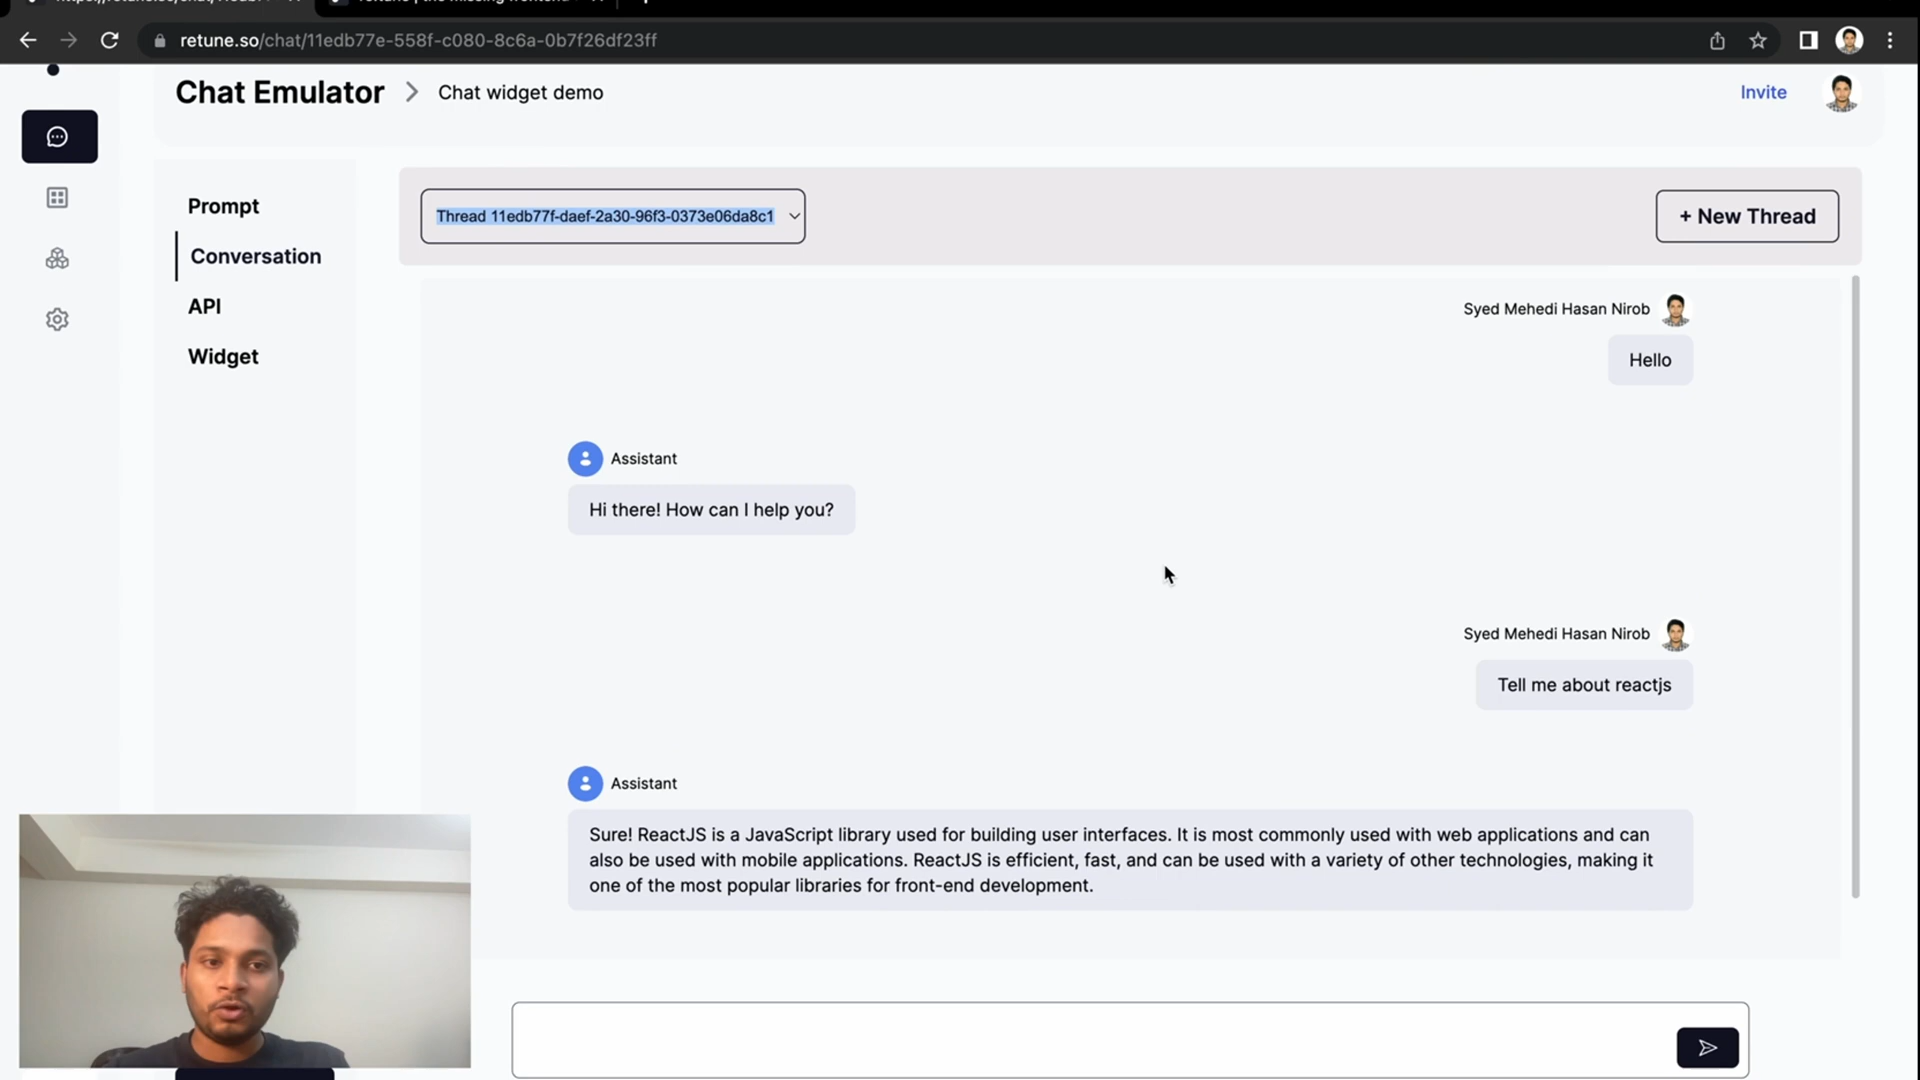 retune.so/chat/11edb77e-558f-c080-8c6a-0b7f26df23ff
Chat Emulator
Chat widget demo
Invite
Prompt
Conversation
API
Widget
Thread 11edb77f-daef-2a30-96f3-0373e06da8c1
+ New Thread
Syed Mehedi Hasan Nirob
Hello
Assistant
Hi there! How can I help you?
Syed Mehedi Hasan Nirob
Tell me about reactjs
Assistant
Sure! ReactJS is a JavaScript library used for building user interfaces. It is most commonly used with web applications and can
also be used with mobile applications. ReactJS is efficient, fast, and can be used with a variety of other technologies, making it
one of the most popular libraries for front-end development.